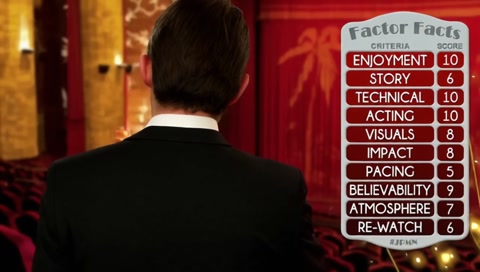 Factor Facts
CRITERIA SCORE
ENJOYMENT 10
STORY 6
TECHNICAL 10
ACTING 10
VISUALS 8
IMPACT 8
PACING 5
BELIEVABILITY 9
ATMOSPHERE 7
RE-WATCH 6
#JPMN